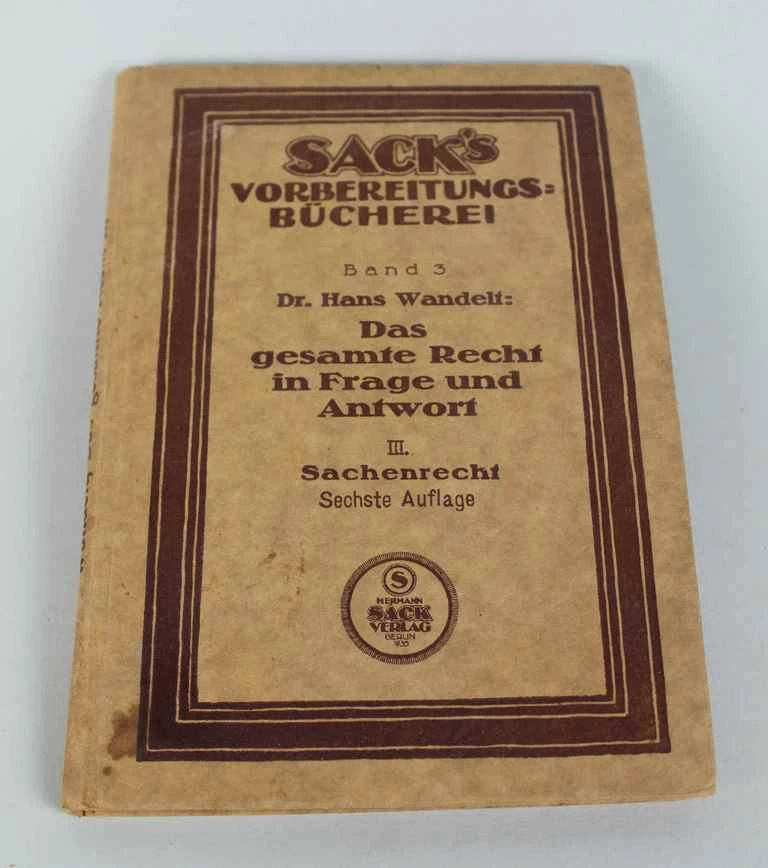 SACK'S
VORBEREITUNGS=
BÜCHEREI
Band 3
Dr. Hans Wandelt:
Das
gesamte Recht
in Frage und
Antwort
III.
Sachenrecht
Sechste Auflage
S
HERMANN
SACK
VERLAG
BERLIN
W35